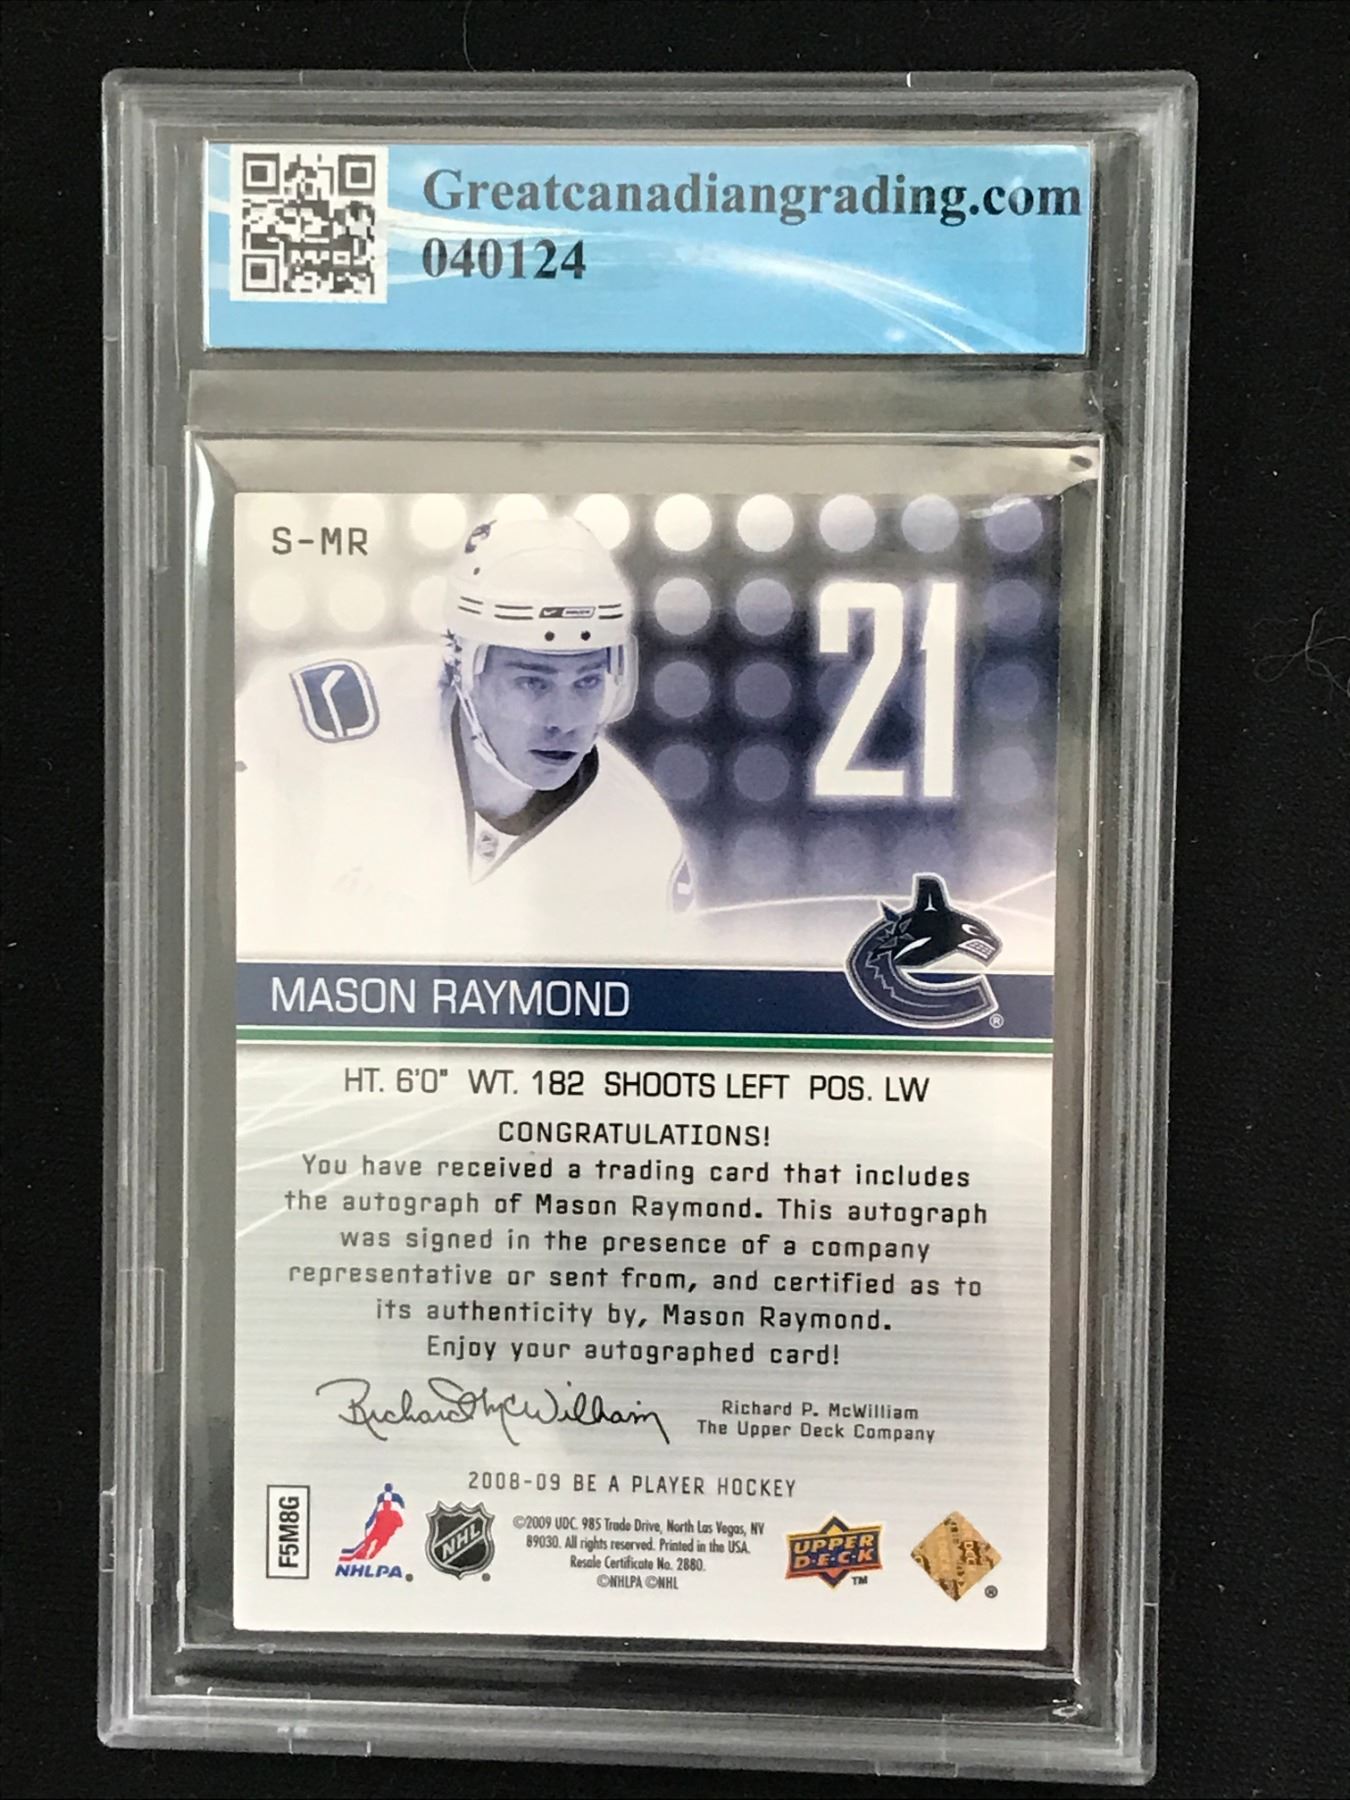 Greatcanadiangrading.com
040124
S-MR
21
MASON RAYMOND
®
HT. 6'0" WT. 182 SHOOTS LEFT POS. LW
CONGRATULATIONS!
You have received a trading card that includes
the autograph of Mason Raymond. This autograph
was signed in the presence of a company
representative or sent from, and certified as to
its authenticity by, Mason Raymond.
Enjoy your autographed card!
Richard McWilliam
Richard P. McWilliam
The Upper Deck Company
2008-09 BE A PLAYER HOCKEY
F5M8G
NHLPA®
NHL®
©2009 UDC. 985 Trade Drive, North Las Vegas, NV
89030. All rights reserved. Printed in the USA.
Resale Certificate No. 2880.
©NHLPA ©NHL
UPPER
D·E·C·K
™
®